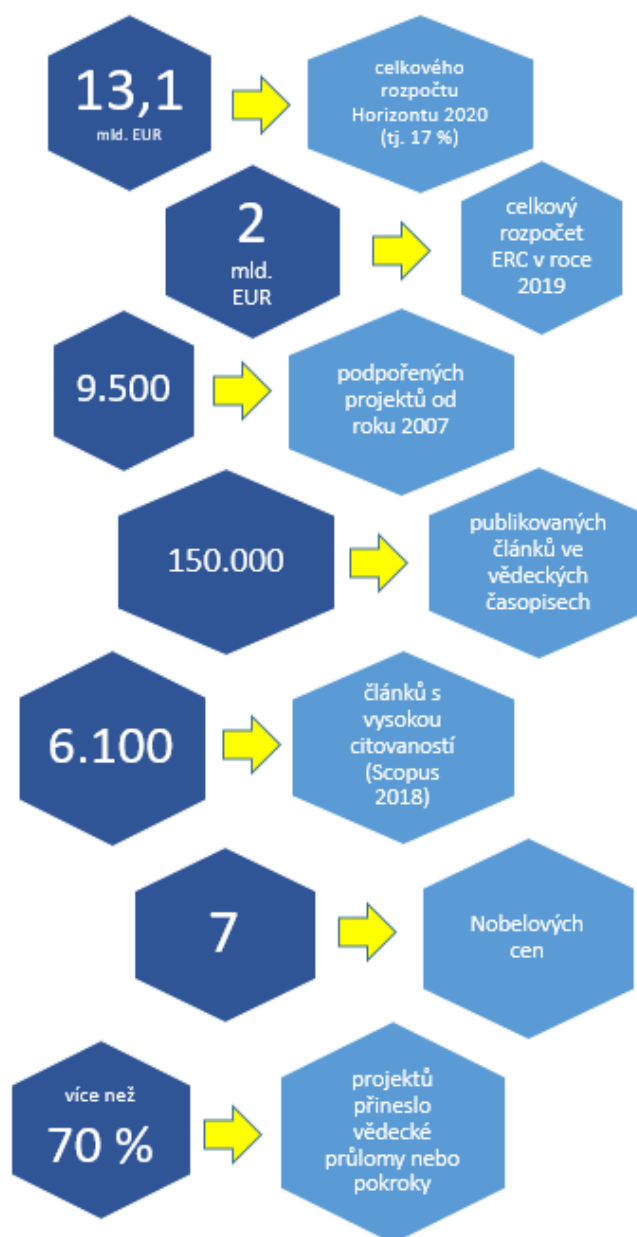 13,1
mld. EUR
celkového
rozpočtu
Horizontu 2020
(tj. 17 %)
2
mld.
EUR
celkový
rozpočet
ERC v roce
2019
9.500
podpořených
projektů od
roku 2007
150.000
publikovaných
článků ve
vědeckých
časopisech
6.100
článků s
vysokou
citovaností
(Scopus
2018)
7
Nobelových
cen
více než
70 %
projektů
přineslo
vědecké
průlomy nebo
pokroky